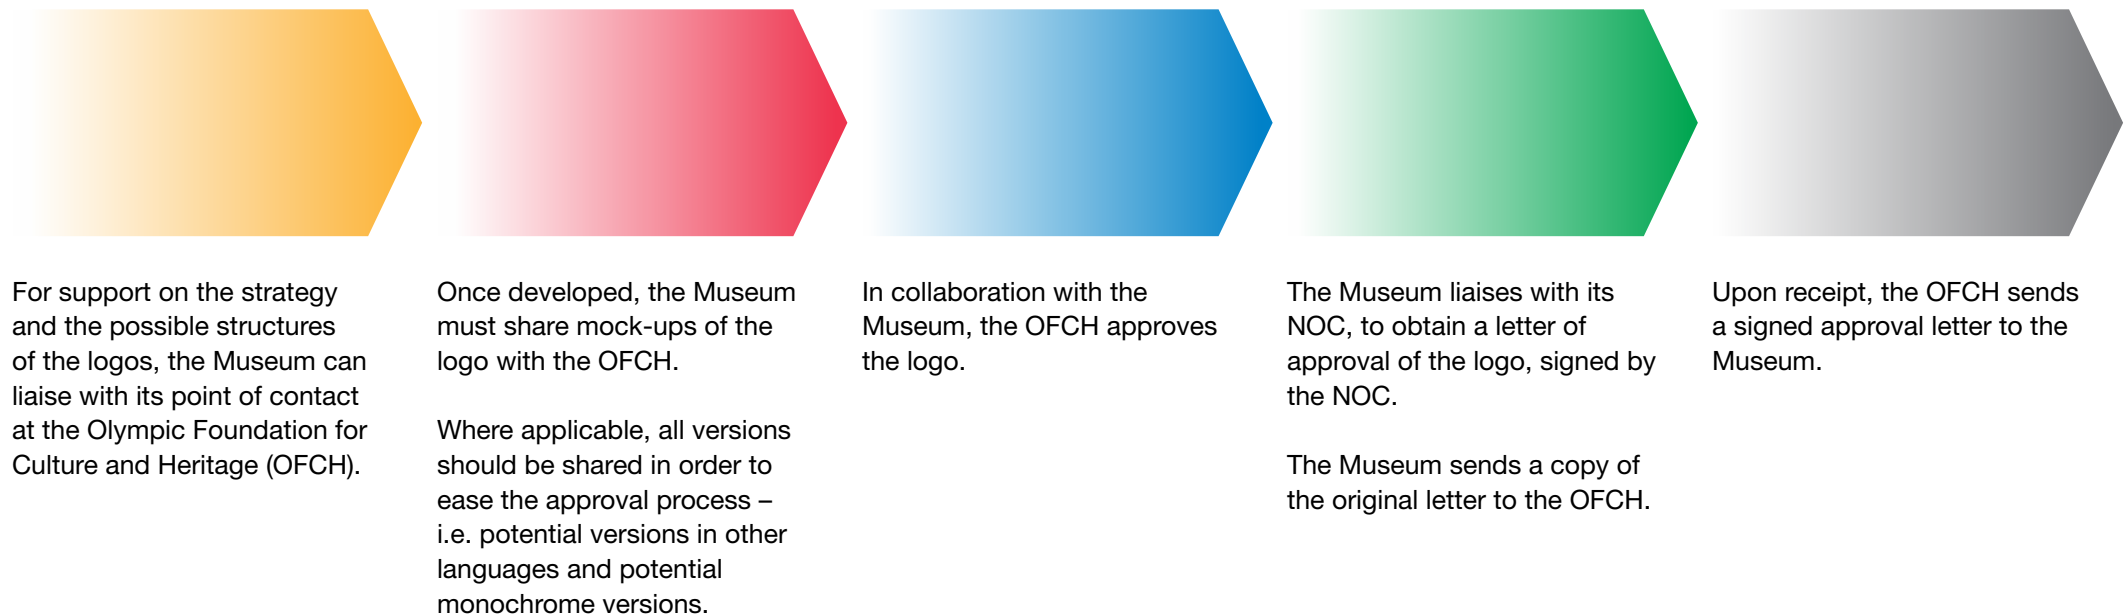 For support on the strategy
and the possible structures
of the logos, the Museum can
liaise with its point of contact
at the Olympic Foundation for
Culture and Heritage (OFCH).
Once developed, the Museum
must share mock-ups of the
logo with the OFCH.
Where applicable, all versions
should be shared in order to
ease the approval process –
i.e. potential versions in other
languages and potential
monochrome versions.
In collaboration with the
Museum, the OFCH approves
the logo.
The Museum liaises with its
NOC, to obtain a letter of
approval of the logo, signed by
the NOC.
The Museum sends a copy of
the original letter to the OFCH.
Upon receipt, the OFCH sends
a signed approval letter to the
Museum.